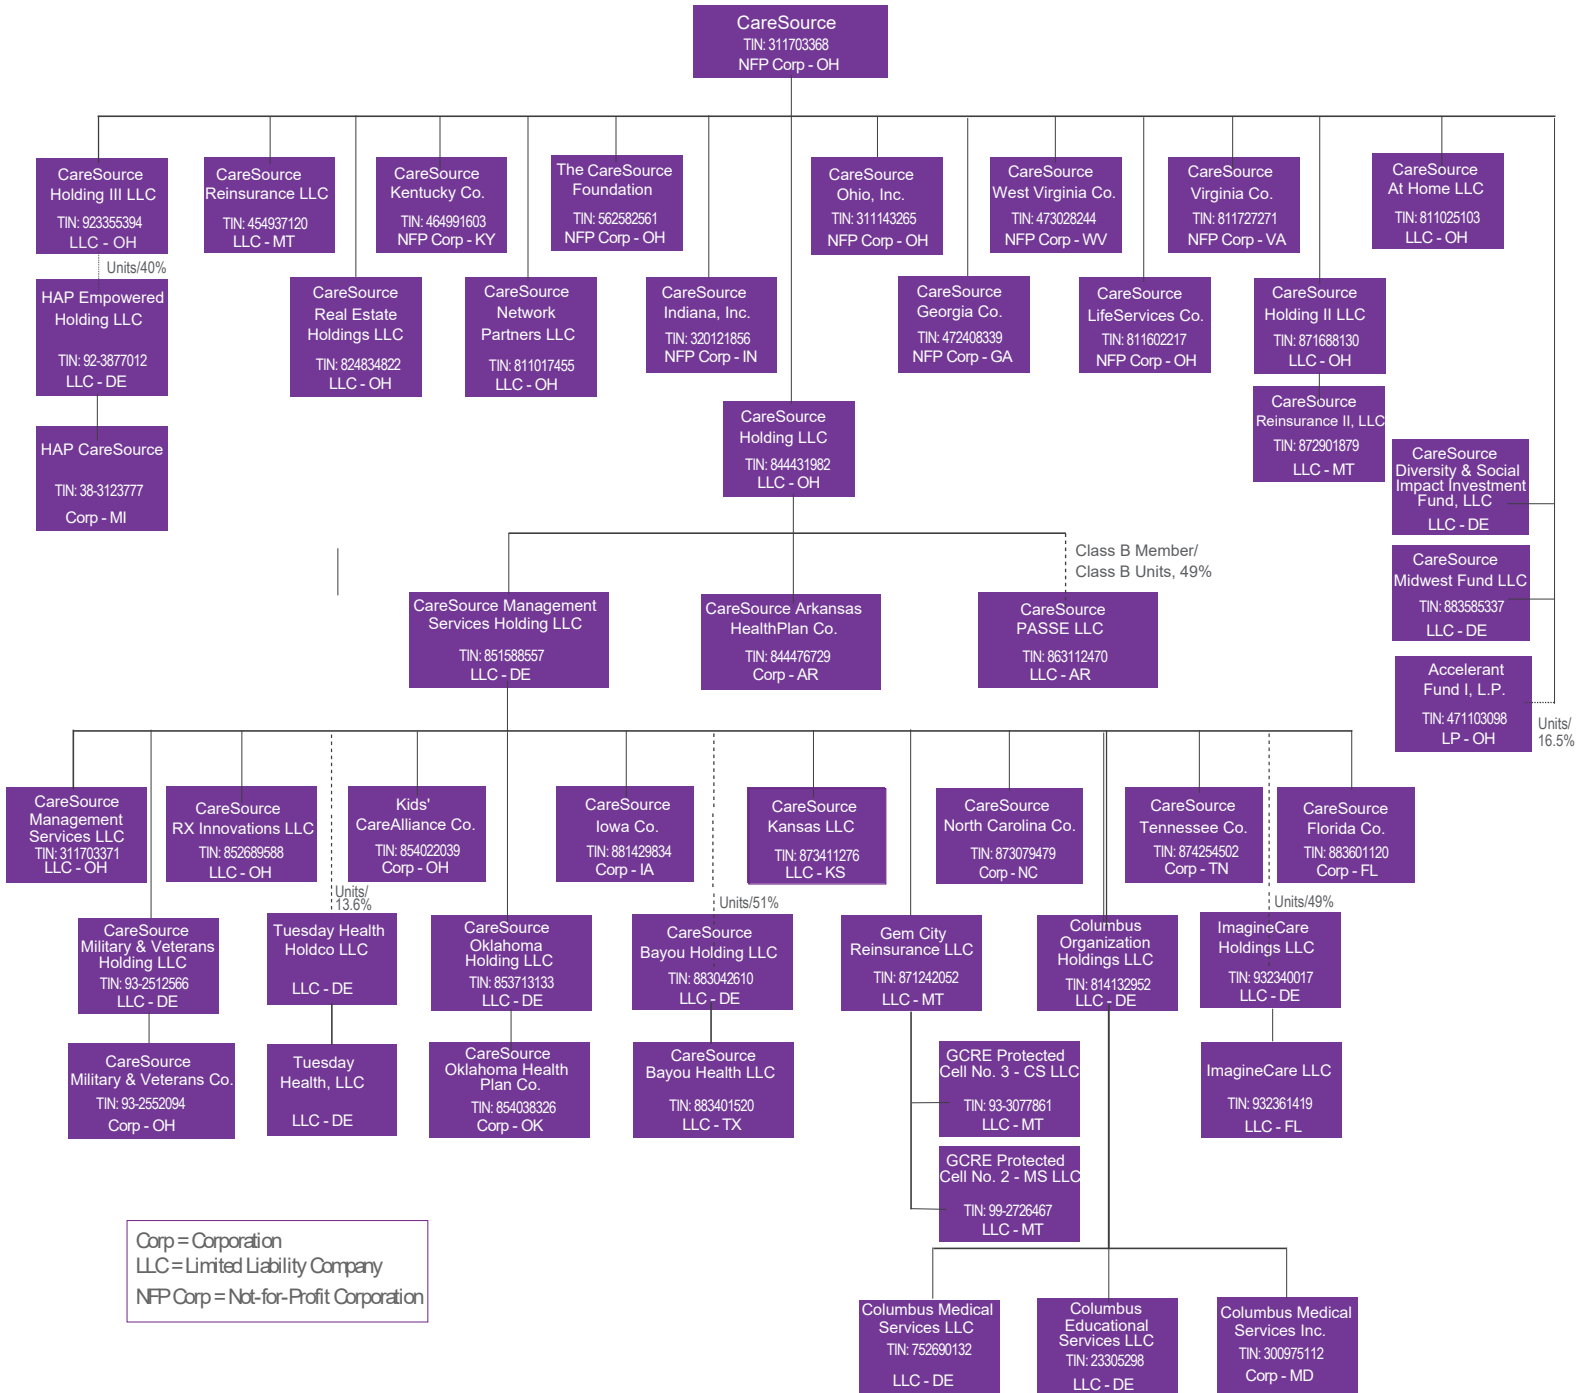 CareSource
TIN: 311703368
NFP Corp - OH
CareSource
Holding III LLC
TIN: 923355394
LLC - OH
CareSource
Reinsurance LLC
TIN: 454937120
LLC - MT
CareSource
Kentucky Co.
TIN: 464991603
NFP Corp - KY
The CareSource
Foundation
TIN: 562582561
NFP Corp - OH
CareSource
Ohio, Inc.
TIN: 311143265
NFP Corp - OH
CareSource
West Virginia Co.
TIN: 473028244
NFP Corp - WV
CareSource
Virginia Co.
TIN: 811727271
NFP Corp - VA
CareSource
At Home LLC
TIN: 811025103
LLC - OH
Units/40%
HAP Empowered
Holding LLC
TIN: 92-3877012
LLC - DE
CareSource
Real Estate
Holdings LLC
TIN: 824834822
LLC - OH
CareSource
Network
Partners LLC
TIN: 811017455
LLC - OH
CareSource
Indiana, Inc.
TIN: 320121856
NFP Corp - IN
CareSource
Georgia Co.
TIN: 472408339
NFP Corp - GA
CareSource
LifeServices Co.
TIN: 811602217
NFP Corp - OH
CareSource
Holding II LLC
TIN: 871688130
LLC - OH
HAP CareSource
TIN: 38-3123777
Corp - MI
CareSource
Holding LLC
TIN: 844431982
LLC - OH
CareSource
Reinsurance II, LLC
TIN: 872901879
LLC - MT
CareSource
Diversity & Social
Impact Investment
Fund, LLC
LLC - DE
Class B Member/
Class B Units, 49%
CareSource
Midwest Fund LLC
TIN: 883585337
LLC - DE
CareSource Management
Services Holding LLC
TIN: 851588557
LLC - DE
CareSource Arkansas
HealthPlan Co.
TIN: 844476729
Corp - AR
CareSource
PASSE LLC
TIN: 863112470
LLC - AR
Accelerant
Fund I, L.P.
TIN: 471103098
LP - OH
Units/
16.5%
CareSource
Management
Services LLC
TIN: 311703371
LLC - OH
CareSource
RX Innovations LLC
TIN: 852689588
LLC - OH
Kids'
CareAlliance Co.
TIN: 854022039
Corp - OH
CareSource
Iowa Co.
TIN: 881429834
Corp - IA
CareSource
Kansas LLC
TIN: 873411276
LLC - KS
CareSource
North Carolina Co.
TIN: 873079479
Corp - NC
CareSource
Tennessee Co.
TIN: 874254502
Corp - TN
CareSource
Florida Co.
TIN: 883601120
Corp - FL
Units/
13.6%
Units/51%
Units/49%
CareSource
Military & Veterans
Holding LLC
TIN: 93-2512566
LLC - DE
Tuesday Health
Holdco LLC
LLC - DE
CareSource
Oklahoma
Holding LLC
TIN: 853713133
LLC - DE
CareSource
Bayou Holding LLC
TIN: 883042610
LLC - DE
Gem City
Reinsurance LLC
TIN: 871242052
LLC - MT
Columbus
Organization
Holdings LLC
TIN: 814132952
LLC - DE
ImagineCare
Holdings LLC
TIN: 932340017
LLC - DE
CareSource
Military & Veterans Co.
TIN: 93-2552094
Corp - OH
Tuesday
Health, LLC
LLC - DE
CareSource
Oklahoma Health
Plan Co.
TIN: 854038326
Corp - OK
CareSource
Bayou Health LLC
TIN: 883401520
LLC - TX
GCRE Protected
Cell No. 3 - CS LLC
TIN: 93-3077861
LLC - MT
ImagineCare LLC
TIN: 932361419
LLC - FL
GCRE Protected
Cell No. 2 - MS LLC
TIN: 99-2726467
LLC - MT
Corp = Corporation
LLC = Limited Liability Company
NFP Corp = Not-for-Profit Corporation
Columbus Medical
Services LLC
TIN: 752690132
LLC - DE
Columbus
Educational
Services LLC
TIN: 23305298
LLC - DE
Columbus Medical
Services Inc.
TIN: 300975112
Corp - MD